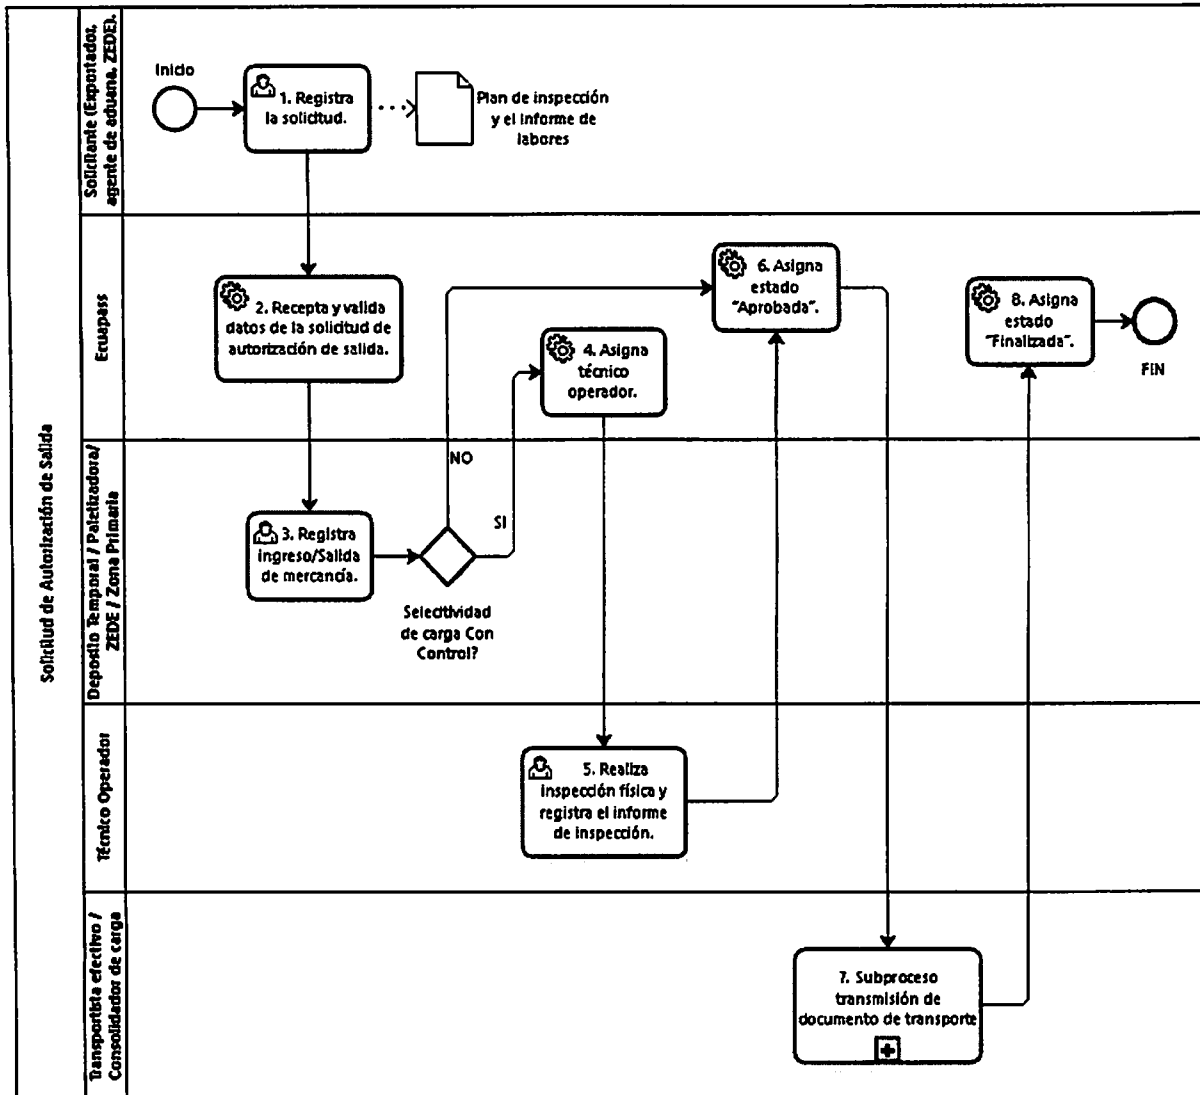 Solicitud de Autorización de Salida
Solicitante (Exportador,
agente de aduana, ZEDE).
Inicio
1. Registra
la solicitud.
Plan de inspección
y el informe de
labores
Ecuapass
2. Recepta y valida
datos de la solicitud de
autorización de salida.
4. Asigna
técnico
operador.
6. Asigna
estado
"Aprobada".
8. Asigna
estado
"Finalizada".
FIN
Deposito Temporal / Paletizadora/
ZEDE / Zona Primaria
3. Registra
ingreso/Salida
de mercancía.
NO
SI
Selecitividad
de carga Con
Control?
Técnico Operador
5. Realiza
inspección física y
registra el informe
de inspección.
Transportista efectivo /
Consolidador de carga
7. Subproceso
transmisión de
documento de transporte